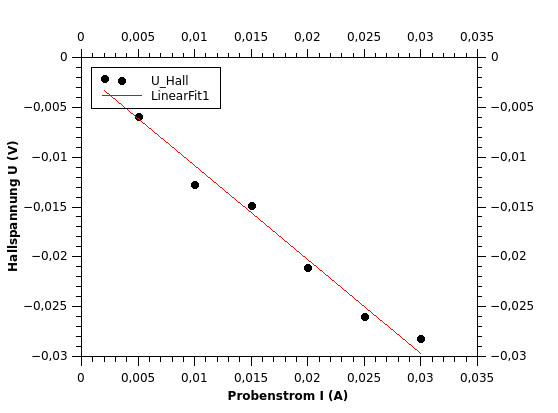 0 0,005 0,01 0,015 0,02 0,025 0,03 0,035
0 0
U_Hall
LinearFit1
−0,005 −0,005
−0,01 −0,01
−0,015 −0,015
−0,02 −0,02
−0,025 −0,025
−0,03 −0,03
Hallspannung U (V)
0 0,005 0,01 0,015 0,02 0,025 0,03 0,035
Probenstrom I (A)